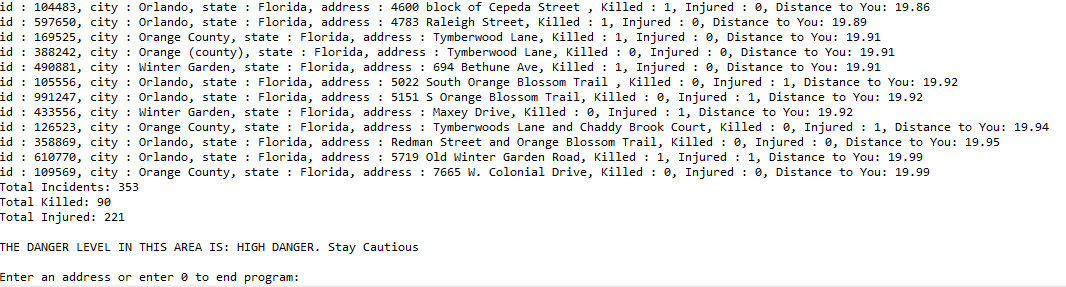 id : 104483, city : Orlando, state : Florida, address : 4600 block of Cepeda Street , Killed : 1, Injured : 0, Distance to You: 19.86
id : 597650, city : Orlando, state : Florida, address : 4783 Raleigh Street, Killed : 1, Injured : 0, Distance to You: 19.89
id : 169525, city : Orange County, state : Florida, address : Tymberwood Lane, Killed : 1, Injured : 0, Distance to You: 19.91
id : 388242, city : Orange (county), state : Florida, address : Tymberwood Lane, Killed : 0, Injured : 0, Distance to You: 19.91
id : 490881, city : Winter Garden, state : Florida, address : 694 Bethune Ave, Killed : 1, Injured : 0, Distance to You: 19.91
id : 105556, city : Orlando, state : Florida, address : 5022 South Orange Blossom Trail , Killed : 0, Injured : 1, Distance to You: 19.92
id : 991247, city : Orlando, state : Florida, address : 5151 S Orange Blossom Trail, Killed : 0, Injured : 1, Distance to You: 19.92
id : 433556, city : Winter Garden, state : Florida, address : Maxey Drive, Killed : 0, Injured : 1, Distance to You: 19.92
id : 126523, city : Orange County, state : Florida, address : Tymberwoods Lane and Chaddy Brook Court, Killed : 0, Injured : 1, Distance to You: 19.94
id : 358869, city : Orlando, state : Florida, address : Redman Street and Orange Blossom Trail, Killed : 0, Injured : 0, Distance to You: 19.95
id : 610770, city : Orlando, state : Florida, address : 5719 Old Winter Garden Road, Killed : 1, Injured : 1, Distance to You: 19.99
id : 109569, city : Orange County, state : Florida, address : 7665 W. Colonial Drive, Killed : 0, Injured : 0, Distance to You: 19.99
Total Incidents: 353
Total Killed: 90
Total Injured: 221
THE DANGER LEVEL IN THIS AREA IS: HIGH DANGER. Stay Cautious
Enter an address or enter 0 to end program: